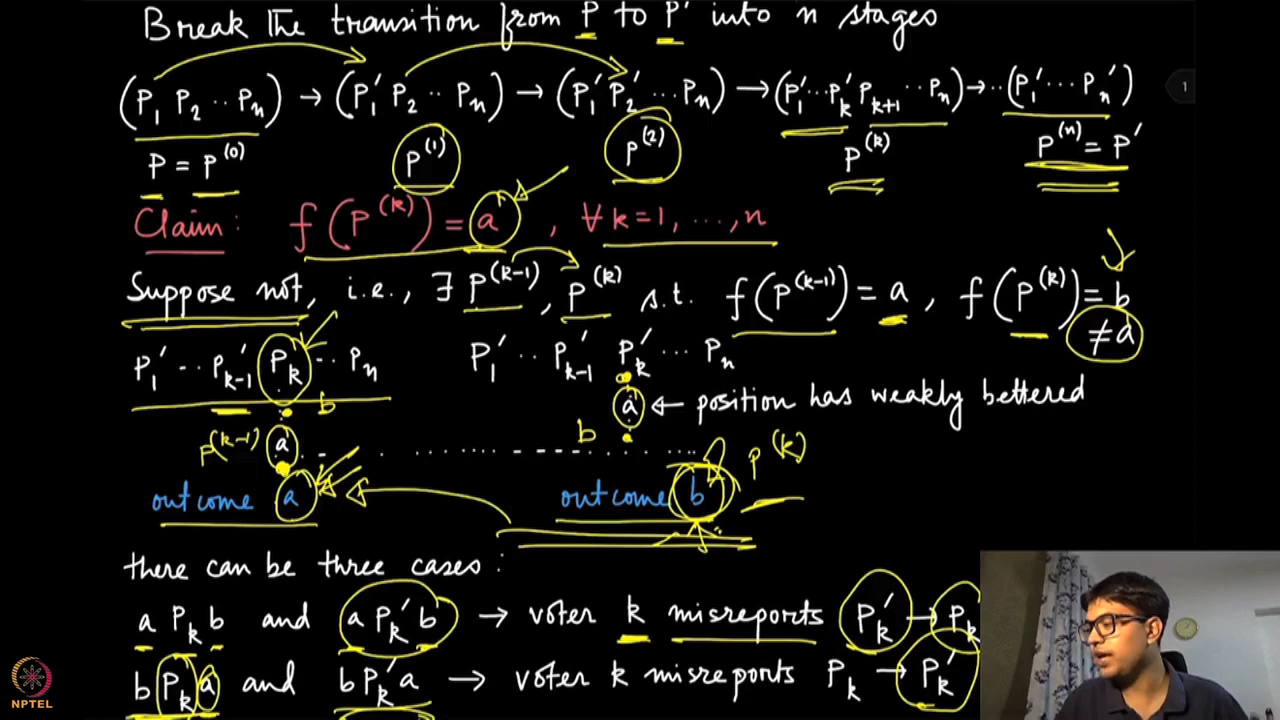 Break the transition from P to P' into n stages
(P₁ P₂ ·· Pₙ) → (P₁' P₂ ·· Pₙ) → (P₁' P₂' ··· Pₙ) → (P₁' ·· Pₖ' Pₖ₊₁ ·· Pₙ) → ·· (P₁' ··· Pₙ')
1
P = P⁽⁰⁾ P⁽¹⁾ P⁽²⁾ P⁽ᵏ⁾ P⁽ⁿ⁾ = P'
Claim: f(P⁽ᵏ⁾) = a, ∀ k = 1, ..., n
Suppose not, i.e., ∃ P⁽ᵏ⁻¹⁾, P⁽ᵏ⁾ s.t. f(P⁽ᵏ⁻¹⁾) = a, f(P⁽ᵏ⁾) = b
≠ a
P₁' ·· Pₖ₋₁' Pₖ ·· Pₙ P₁' ·· Pₖ₋₁' Pₖ' ··· Pₙ
b a ← position has weakly bettered
P⁽ᵏ⁻¹⁾ a b P⁽ᵏ⁾
outcome a outcome b
there can be three cases:
a Pₖ b and a Pₖ' b → voter k misreports Pₖ' → Pₖ
b Pₖ a and b Pₖ' a → voter k misreports Pₖ → Pₖ'
NPTEL